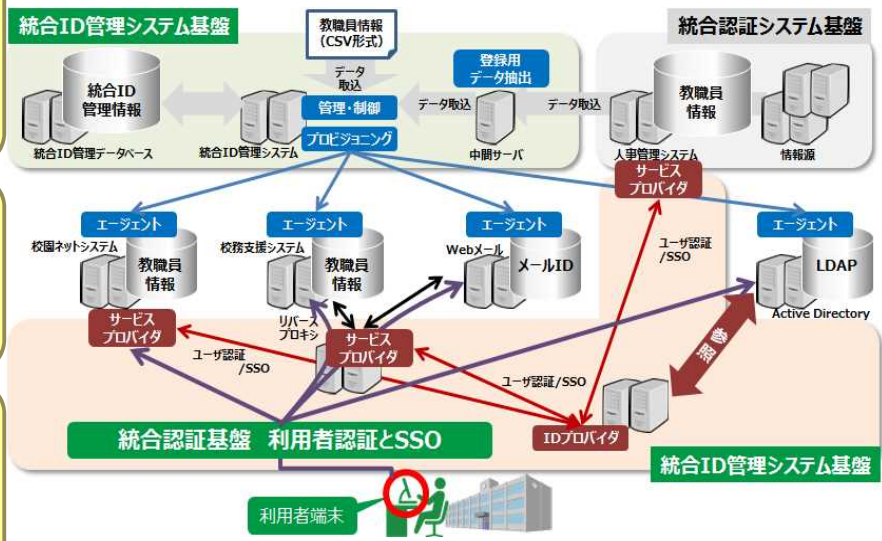 統合ID管理システム基盤
教職員情報
(CSV形式)
統合認証システム基盤
データ
取込
登録用
データ抽出
統合ID
管理情報
管理・制御
データ取込
データ取込
教職員
情報
プロビジョニング
統合ID管理データベース
統合ID管理システム
中間サーバ
人事管理システム
情報源
サービス
プロバイダ
エージェント
エージェント
エージェント
エージェント
校園ネットシステム
校務支援システム
Webメール
ユーザ認証
/SSO
教職員
情報
教職員
情報
メールID
LDAP
Active Directory
サービス
プロバイダ
リバース
プロキシ
サービス
プロバイダ
参照
ユーザ認証
/SSO
ユーザ認証/SSO
統合認証基盤 利用者認証とSSO
IDプロバイダ
統合ID管理システム基盤
利用者端末